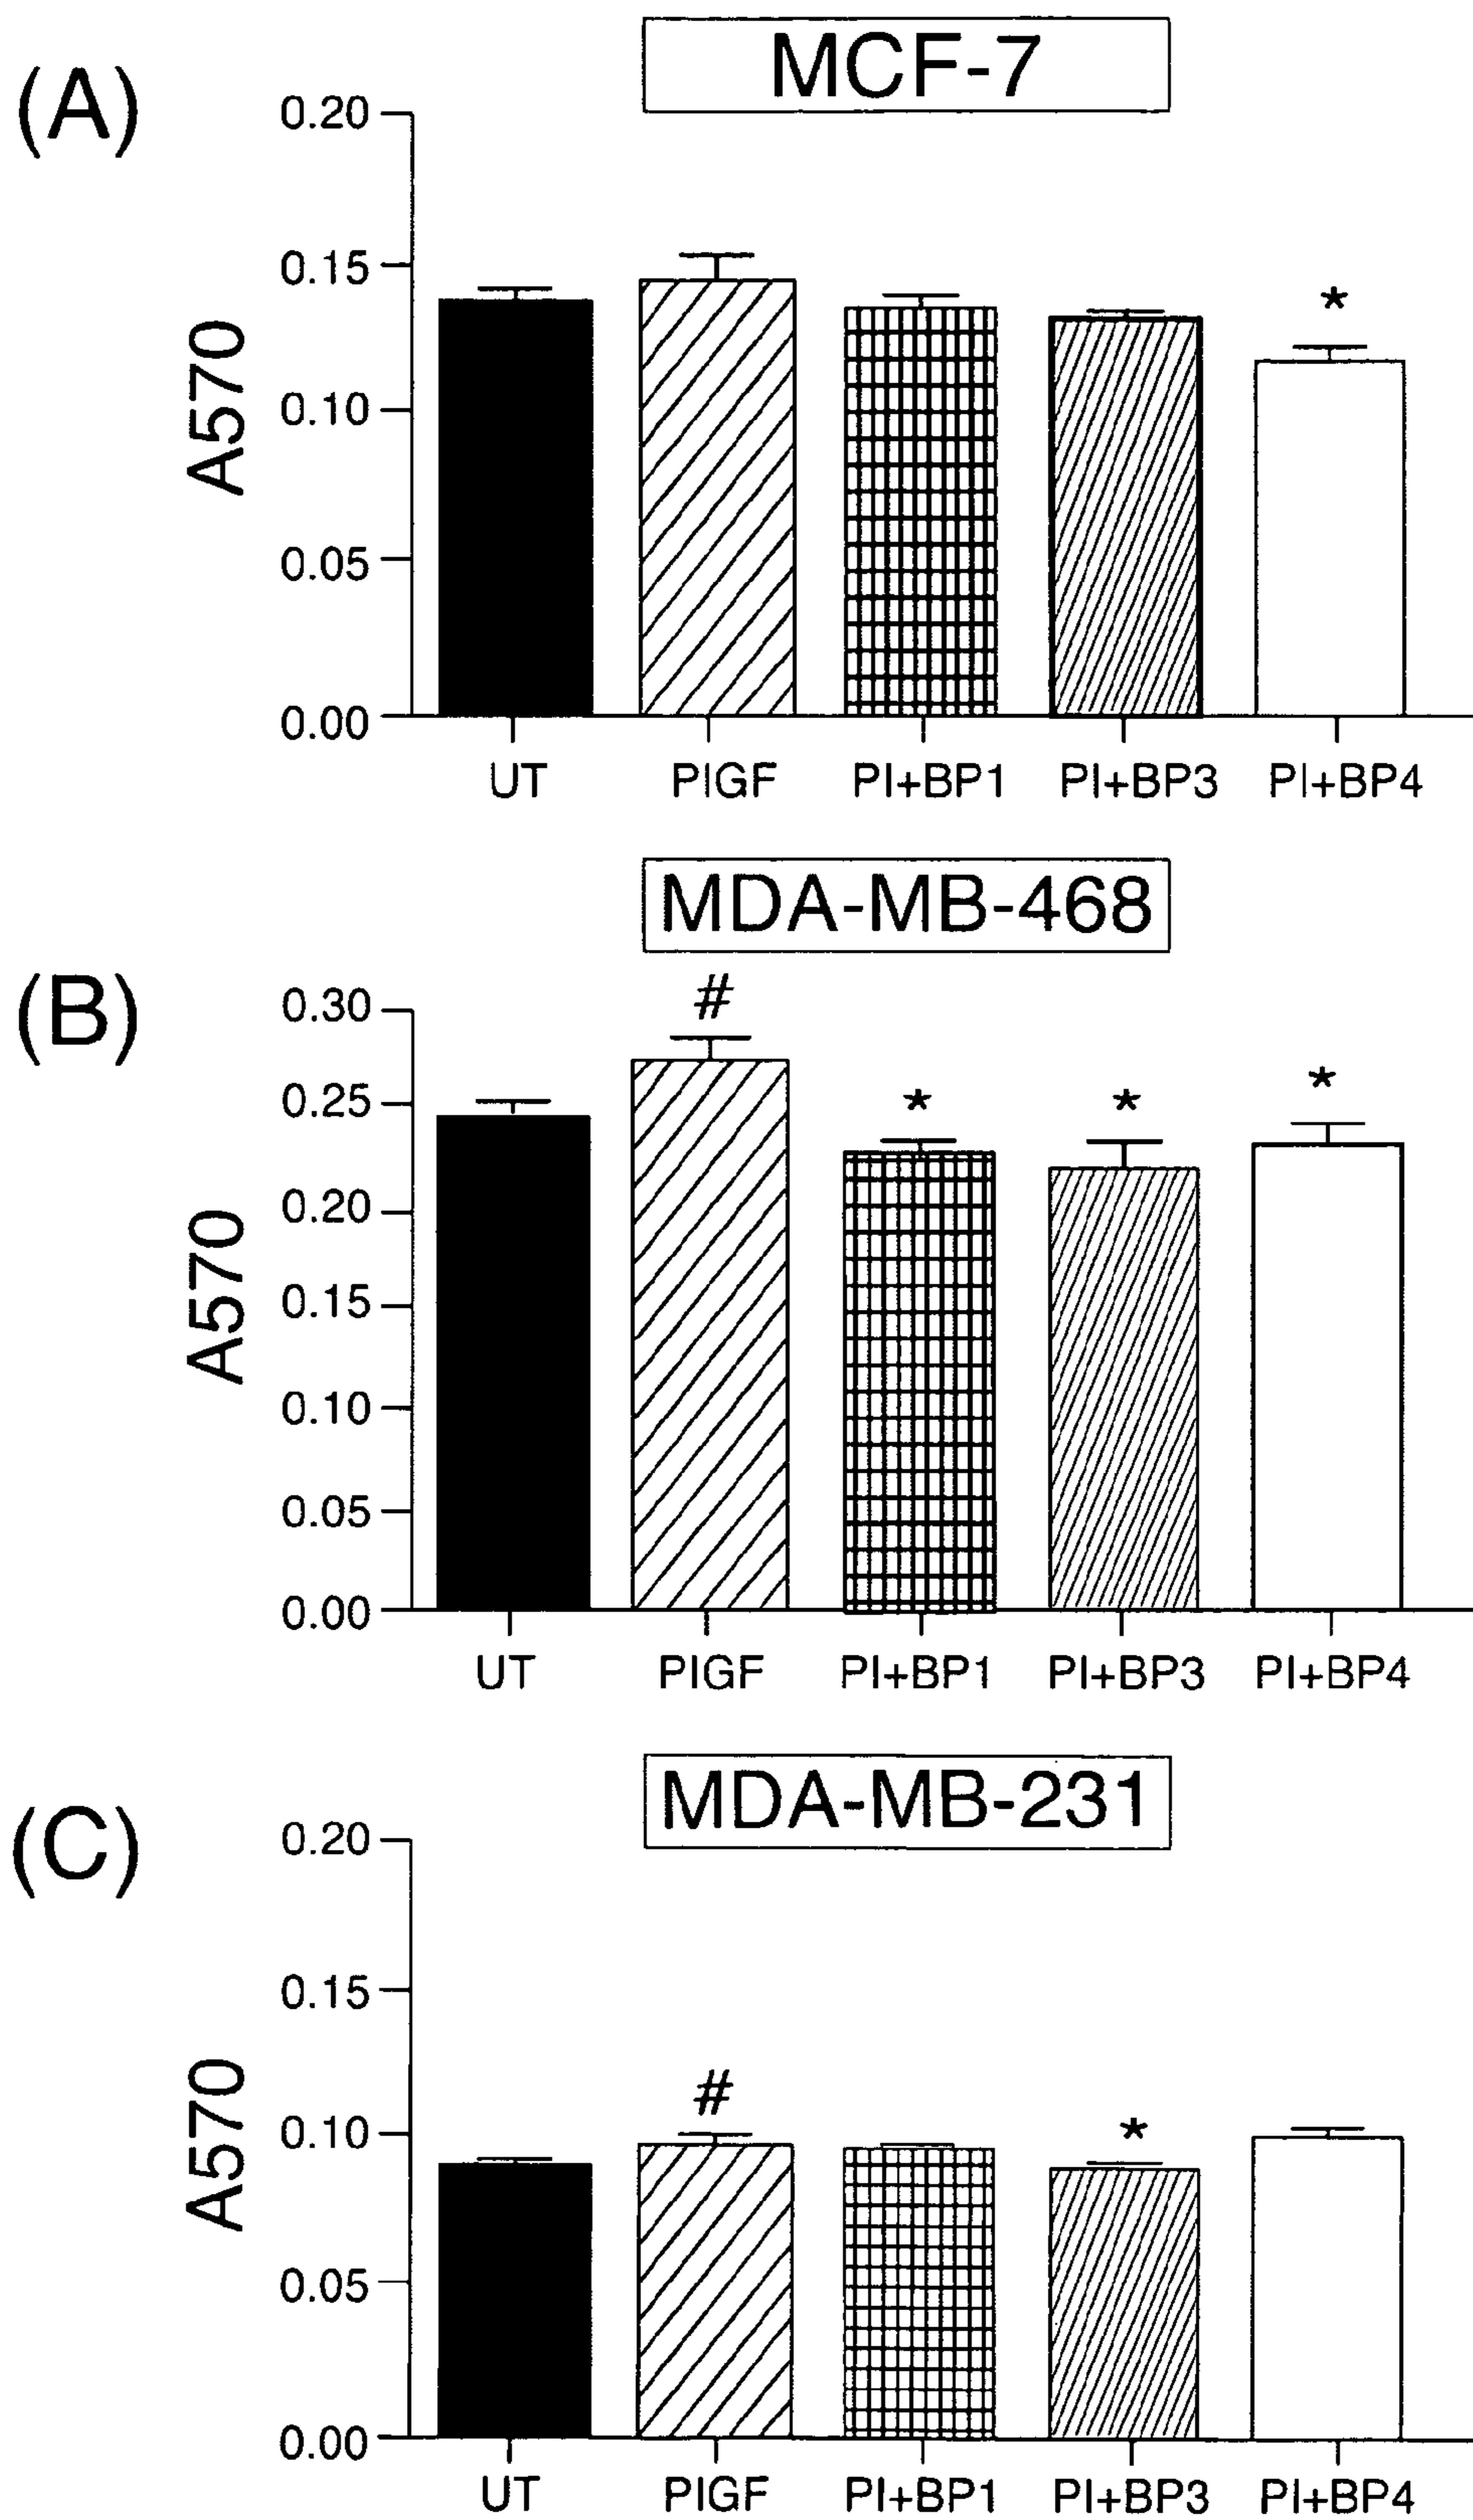 MCF-7
(A)
0.20
0.15
0.10
0.05
0.00
A570
*
UT PIGF PI+BP1 PI+BP3 PI+BP4
MDA-MB-468
(B)
0.30
0.25
0.20
0.15
0.10
0.05
0.00
A570
# * * *
UT PIGF PI+BP1 PI+BP3 PI+BP4
MDA-MB-231
(C)
0.20
0.15
0.10
0.05
0.00
A570
# *
UT PIGF PI+BP1 PI+BP3 PI+BP4